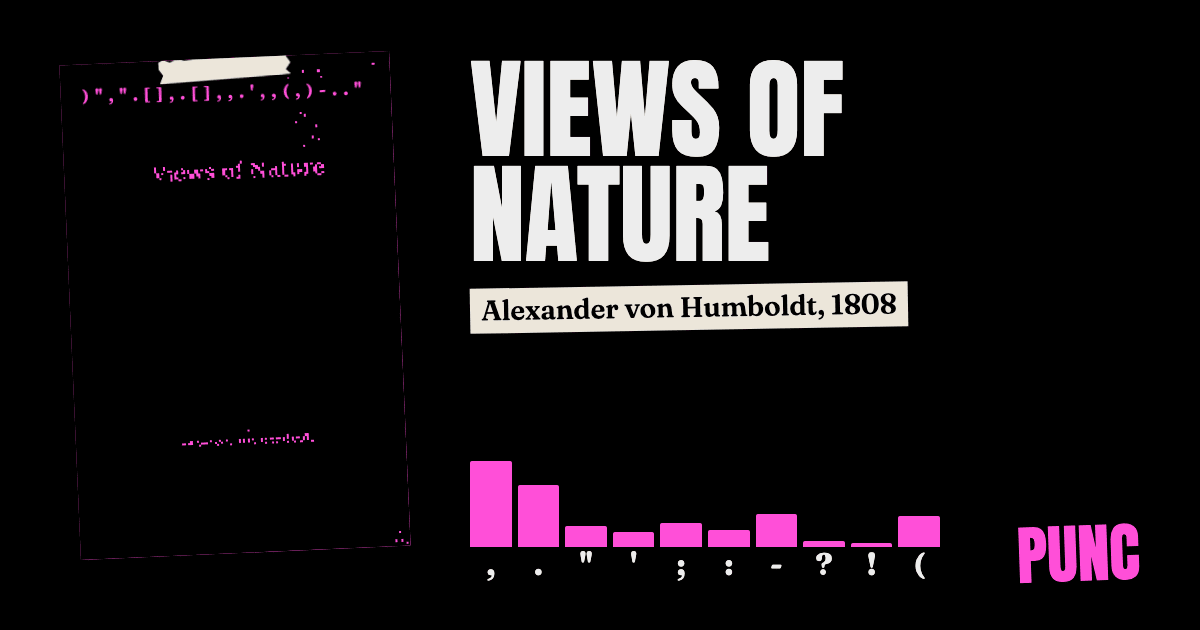 )",".[],.[],,.',,(,)-.."
Views of Nature
VIEWS OF
NATURE
Alexander von Humboldt, 1808
, . " ' ; : - ? ! (
PUNC